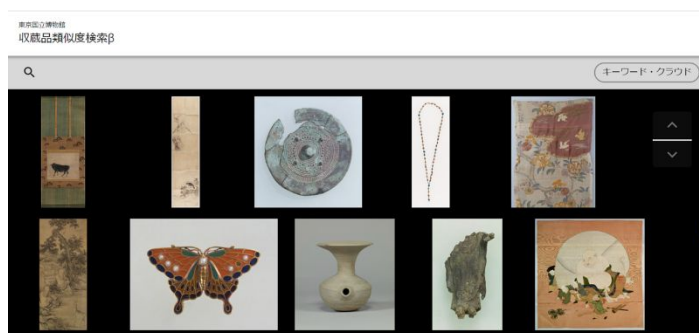 東京国立博物館
収蔵品類似度検索β
キーワード・クラウド